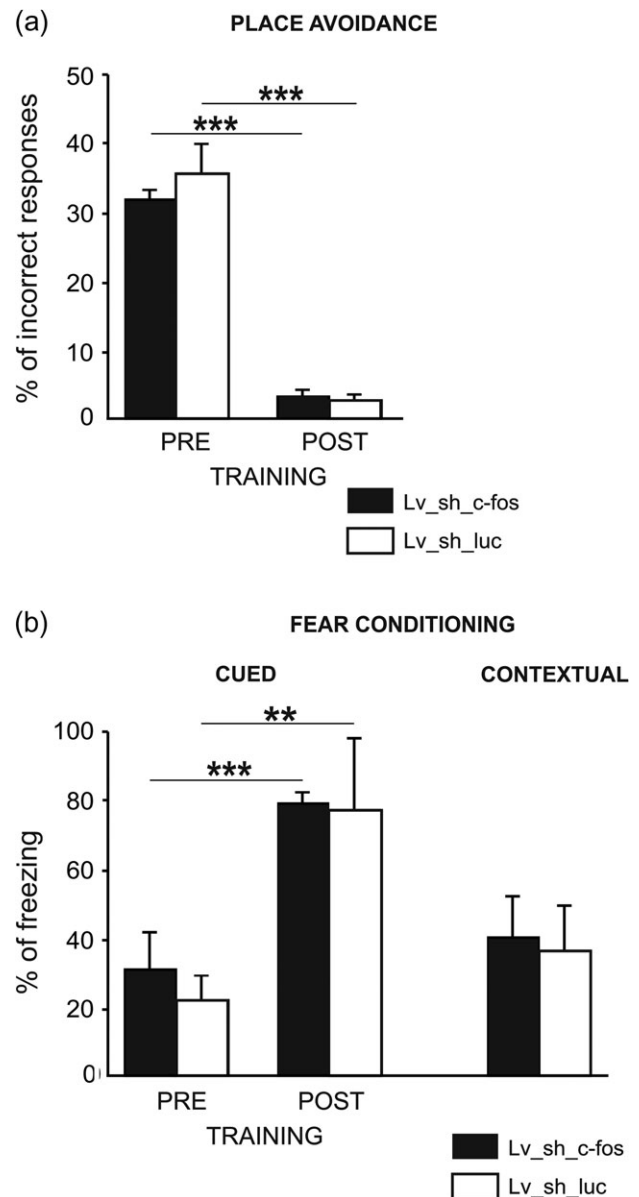 (a) PLACE AVOIDANCE
% of incorrect responses
50
40
30
20
10
0
***
***
PRE POST
TRAINING
Lv_sh_c-fos
Lv_sh_luc
(b) FEAR CONDITIONING
CUED CONTEXTUAL
% of freezing
100
80
60
40
20
0
**
***
PRE POST
TRAINING
Lv_sh_c-fos
Lv_sh_luc